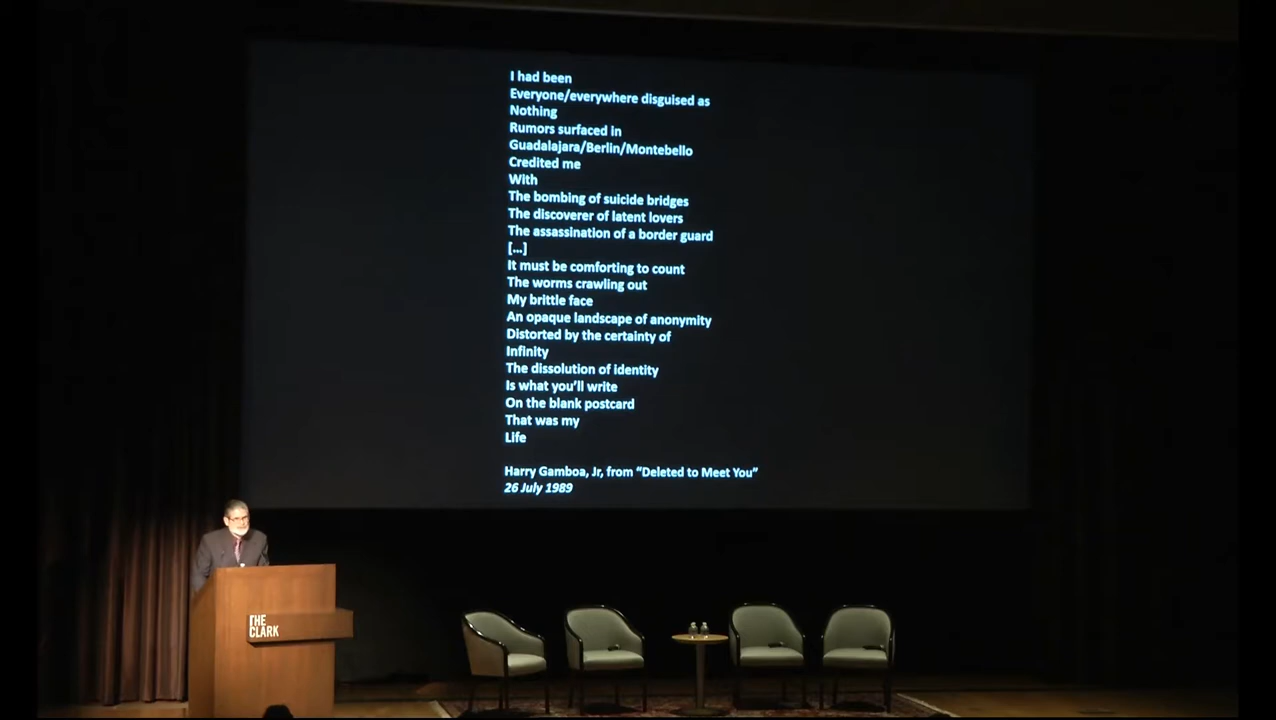 I had been
Everyone/everywhere disguised as
Nothing
Rumors surfaced in
Guadalajara/Berlin/Montebello
Credited me
With
The bombing of suicide bridges
The discoverer of latent lovers
The assassination of a border guard
[...]
It must be comforting to count
The worms crawling out
My brittle face
An opaque landscape of anonymity
Distorted by the certainty of
Infinity
The dissolution of identity
Is what you'll write
On the blank postcard
That was my
Life
Harry Gamboa, Jr, from “Deleted to Meet You”
26 July 1989
THE
CLARK